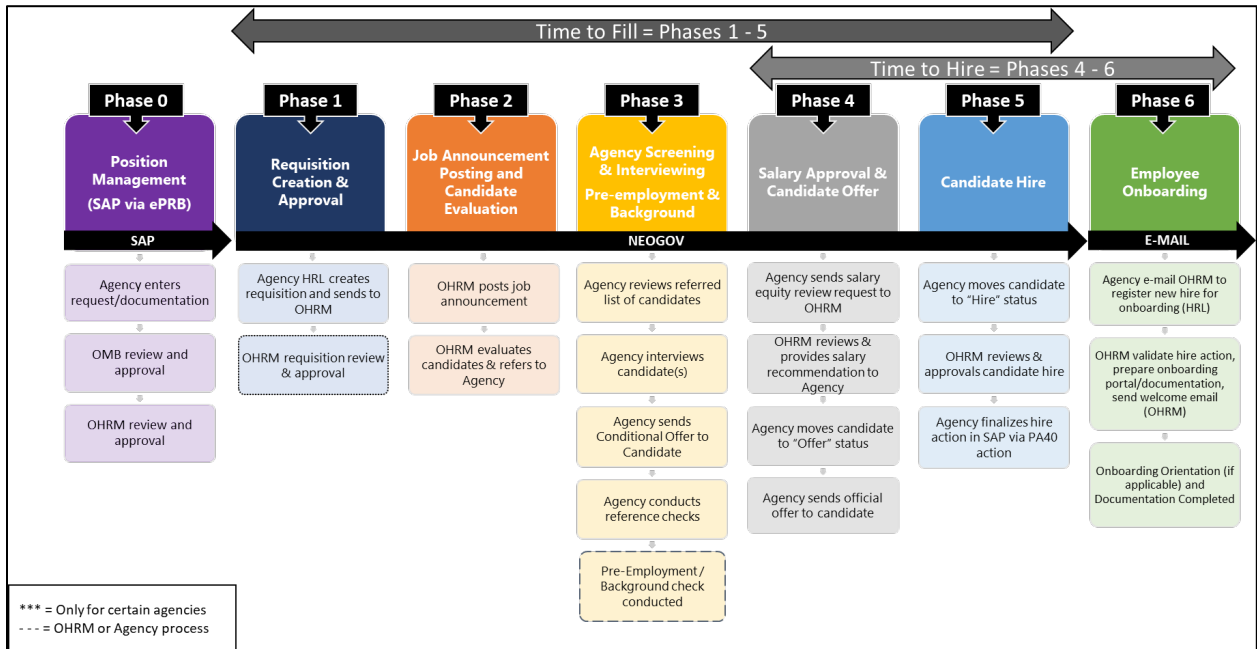 Time to Fill = Phases 1 - 5
Time to Hire = Phases 4 - 6
Phase 0
Phase 1
Phase 2
Phase 3
Phase 4
Phase 5
Phase 6
Position
Management
(SAP via ePRB)
Requisition
Creation &
Approval
Job Announcement
Posting and
Candidate
Evaluation
Agency Screening
& Interviewing
Pre-employment &
Background
Salary Approval &
Candidate Offer
Candidate Hire
Employee
Onboarding
SAP
NEOGOV
E-MAIL
Agency enters
request/documentation
OMB review and
approval
OHRM review and
approval
Agency HRL creates
requisition and sends to
OHRM
OHRM requisition review
& approval
OHRM posts job
announcement
OHRM evaluates
candidates & refers to
Agency
Agency reviews referred
list of candidates
Agency interviews
candidate(s)
Agency sends
Conditional Offer to
Candidate
Agency conducts
reference checks
Pre-Employment /
Background check
conducted
Agency sends salary
equity review request to
OHRM
OHRM reviews &
provides salary
recommendation to
Agency
Agency moves candidate
to "Offer" status
Agency sends official
offer to candidate
Agency moves candidate
to “Hire” status
OHRM reviews &
approvals candidate hire
Agency finalizes hire
action in SAP via PA40
action
Agency e-mail OHRM to
register new hire for
onboarding (HRL)
OHRM validate hire action,
prepare onboarding
portal/documentation,
send welcome email
(OHRM)
Onboarding Orientation (if
applicable) and
Documentation Completed
*** = Only for certain agencies
- - - = OHRM or Agency process